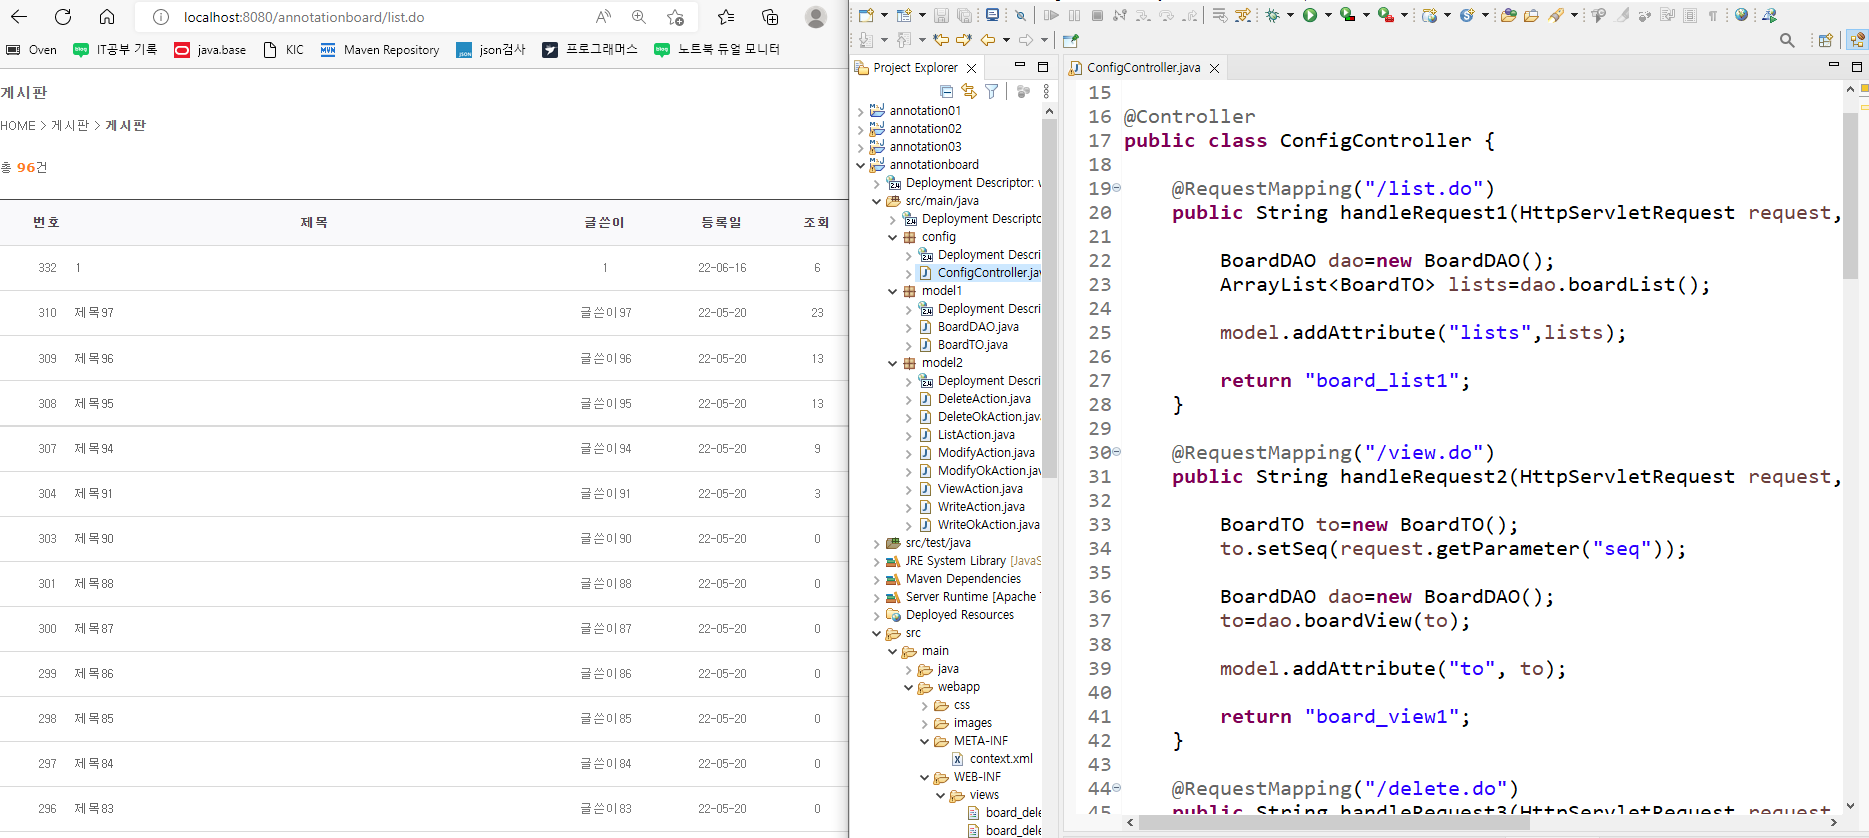 localhost:8080/annotationboard/list.do
Oven IT공부 기록 java.base KIC Maven Repository json검사 프로그래머스 노트북 듀얼 모니터
게시판
HOME > 게시판 > 게시판
총 96건
번호 제목 글쓴이 등록일 조회
332 1 1 22-06-16 6
310 제목97 글쓴이97 22-05-20 23
309 제목96 글쓴이96 22-05-20 13
308 제목95 글쓴이95 22-05-20 13
307 제목94 글쓴이94 22-05-20 9
304 제목91 글쓴이91 22-05-20 3
303 제목90 글쓴이90 22-05-20 0
301 제목88 글쓴이88 22-05-20 0
300 제목87 글쓴이87 22-05-20 0
299 제목86 글쓴이86 22-05-20 0
298 제목85 글쓴이85 22-05-20 0
297 제목84 글쓴이84 22-05-20 0
296 제목83 글쓴이83 22-05-20 0
Project Explorer
annotation01
annotation02
annotation03
annotationboard
Deployment Descriptor:
src/main/java
Deployment Descripto
config
Deployment Descri
ConfigController.jav
model1
Deployment Descri
BoardDAO.java
BoardTO.java
model2
Deployment Descri
DeleteAction.java
DeleteOkAction.java
ListAction.java
ModifyAction.java
ModifyOkAction.jav
ViewAction.java
WriteAction.java
WriteOkAction.java
src/test/java
JRE System Library [JavaS
Maven Dependencies
Server Runtime [Apache
Deployed Resources
src
main
java
webapp
css
images
META-INF
context.xml
WEB-INF
views
board_dele
board_dele
ConfigController.java
15
16 @Controller
17 public class ConfigController {
18
19 @RequestMapping("/list.do")
20 public String handleRequest1(HttpServletRequest request,
21
22 BoardDAO dao=new BoardDAO();
23 ArrayList<BoardTO> lists=dao.boardList();
24
25 model.addAttribute("lists",lists);
26
27 return "board_list1";
28 }
29
30 @RequestMapping("/view.do")
31 public String handleRequest2(HttpServletRequest request,
32
33 BoardTO to=new BoardTO();
34 to.setSeq(request.getParameter("seq"));
35
36 BoardDAO dao=new BoardDAO();
37 to=dao.boardView(to);
38
39 model.addAttribute("to", to);
40
41 return "board_view1";
42 }
43
44 @RequestMapping("/delete.do")
45 public String handleRequest3(HttpServletRequest request